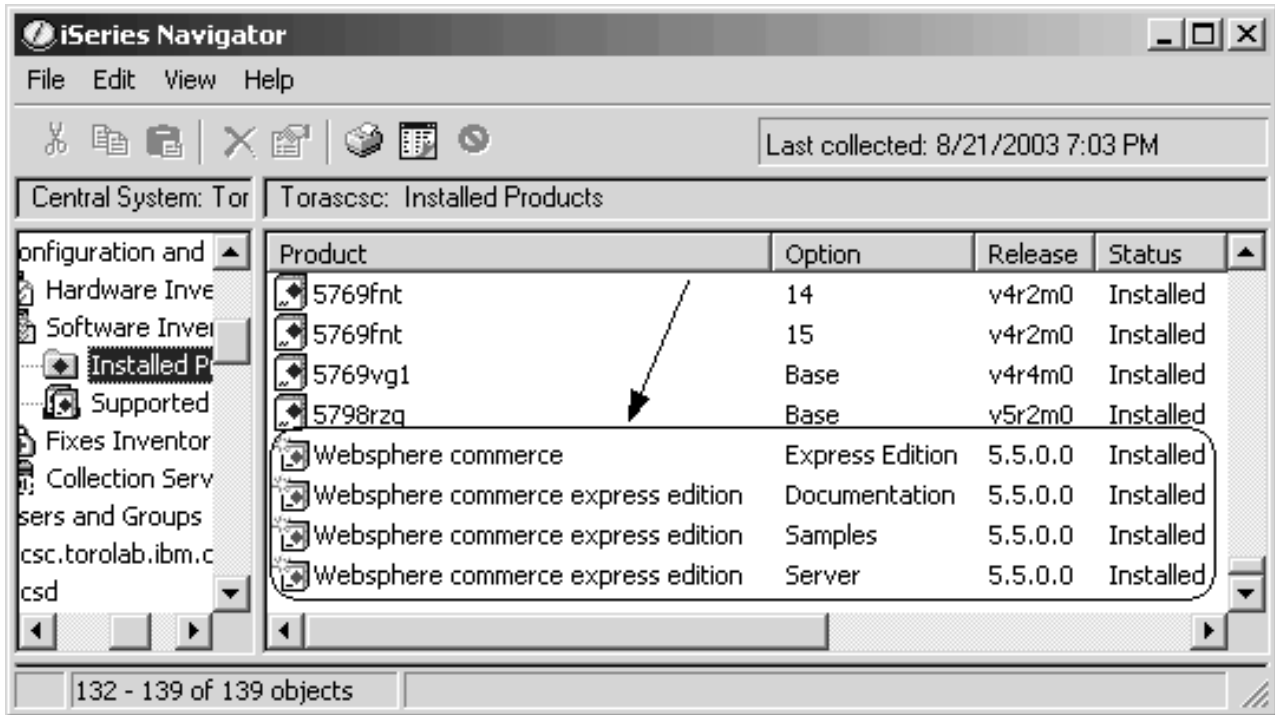 iSeries Navigator
File Edit View Help
Last collected: 8/21/2003 7:03 PM
Central System: Tor
Torascsc: Installed Products
onfiguration and
Hardware Inve
Software Inver
Installed P
Supported
Fixes Inventor
Collection Serv
sers and Groups
csc.torolab.ibm.c
csd
Product Option Release Status
5769fnt 14 v4r2m0 Installed
5769fnt 15 v4r2m0 Installed
5769vg1 Base v4r4m0 Installed
5798rzq Base v5r2m0 Installed
Websphere commerce Express Edition 5.5.0.0 Installed
Websphere commerce express edition Documentation 5.5.0.0 Installed
Websphere commerce express edition Samples 5.5.0.0 Installed
Websphere commerce express edition Server 5.5.0.0 Installed
132 - 139 of 139 objects